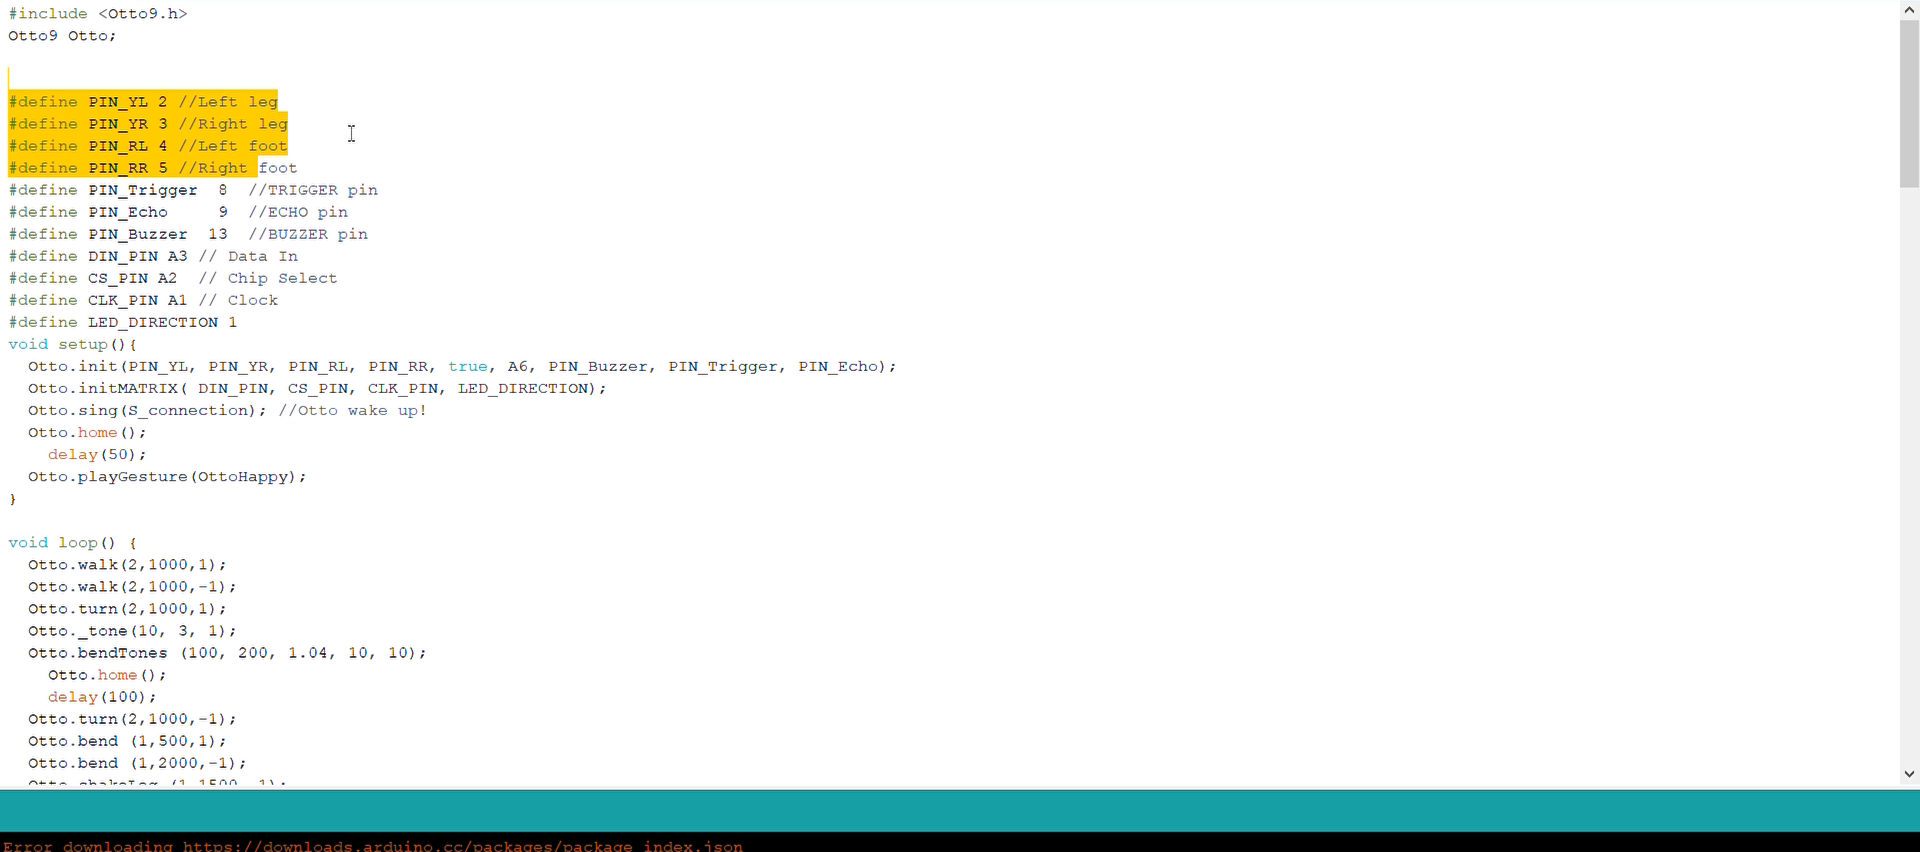 #include <Otto9.h>
Otto9 Otto;
#define PIN_YL 2 //Left leg
#define PIN_YR 3 //Right leg
#define PIN_RL 4 //Left foot
#define PIN_RR 5 //Right foot
#define PIN_Trigger  8  //TRIGGER pin
#define PIN_Echo     9  //ECHO pin
#define PIN_Buzzer  13  //BUZZER pin
#define DIN_PIN A3 // Data In
#define CS_PIN A2  // Chip Select
#define CLK_PIN A1 // Clock
#define LED_DIRECTION 1
void setup(){
  Otto.init(PIN_YL, PIN_YR, PIN_RL, PIN_RR, true, A6, PIN_Buzzer, PIN_Trigger, PIN_Echo);
  Otto.initMATRIX( DIN_PIN, CS_PIN, CLK_PIN, LED_DIRECTION);
  Otto.sing(S_connection); //Otto wake up!
  Otto.home();
    delay(50);
  Otto.playGesture(OttoHappy);
}
void loop() {
  Otto.walk(2,1000,1);
  Otto.walk(2,1000,-1);
  Otto.turn(2,1000,1);
  Otto._tone(10, 3, 1);
  Otto.bendTones (100, 200, 1.04, 10, 10);
    Otto.home();
    delay(100);
  Otto.turn(2,1000,-1);
  Otto.bend (1,500,1);
  Otto.bend (1,2000,-1);
Error downloading https://downloads.arduino.cc/packages/package_index.json